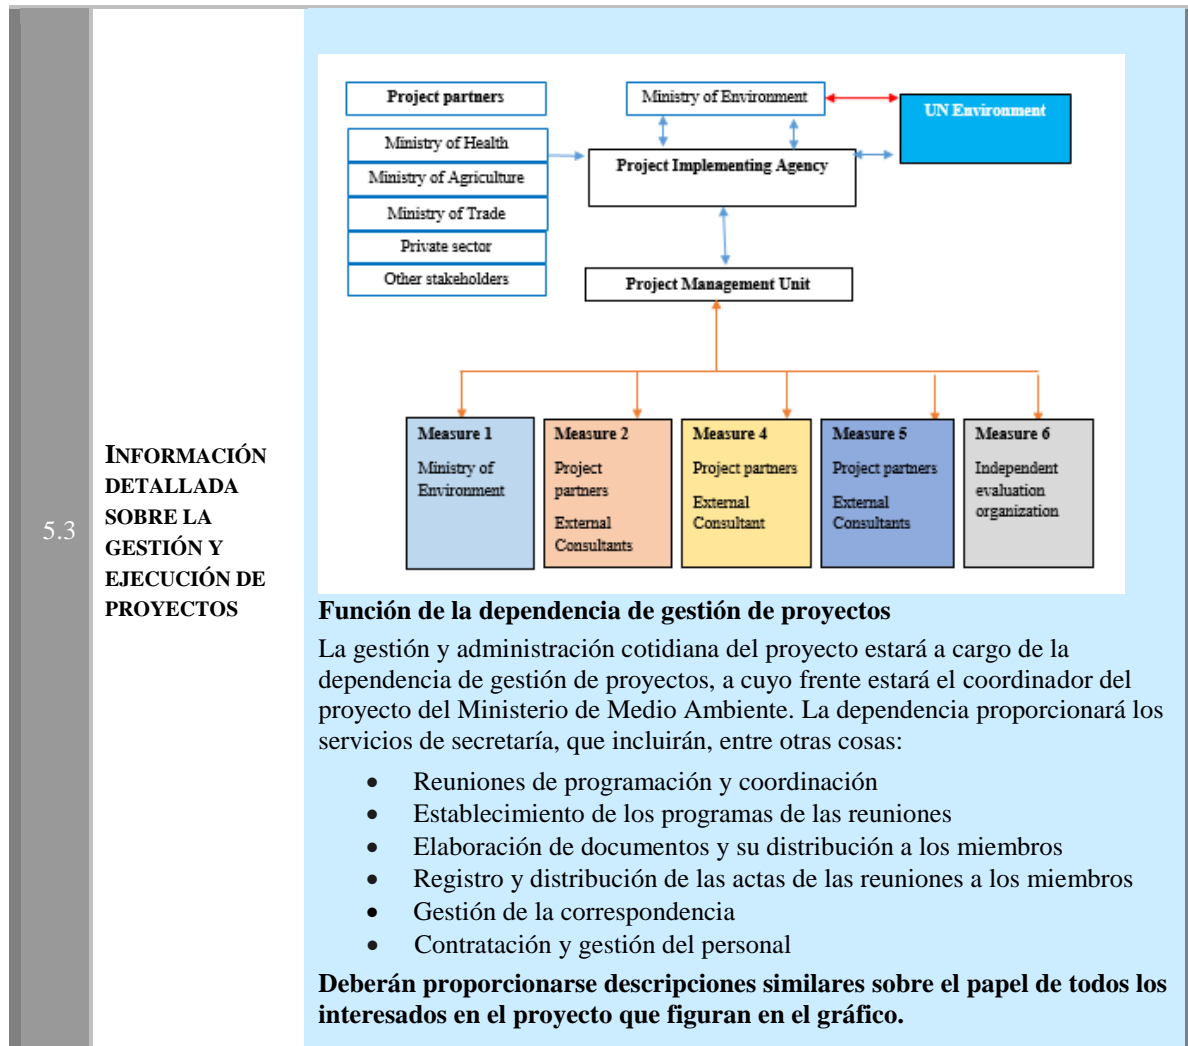 5.3
INFORMACIÓN
DETALLADA
SOBRE LA
GESTIÓN Y
EJECUCIÓN DE
PROYECTOS
Project partners
Ministry of Health
Ministry of Agriculture
Ministry of Trade
Private sector
Other stakeholders
Ministry of Environment
UN Environment
Project Implementing Agency
Project Management Unit
Measure 1
Ministry of
Environment
Measure 2
Project
partners
External
Consultants
Measure 4
Project partners
External
Consultant
Measure 5
Project partners
External
Consultants
Measure 6
Independent
evaluation
organization
Función de la dependencia de gestión de proyectos
La gestión y administración cotidiana del proyecto estará a cargo de la
dependencia de gestión de proyectos, a cuyo frente estará el coordinador del
proyecto del Ministerio de Medio Ambiente. La dependencia proporcionará los
servicios de secretaría, que incluirán, entre otras cosas:
• Reuniones de programación y coordinación
• Establecimiento de los programas de las reuniones
• Elaboración de documentos y su distribución a los miembros
• Registro y distribución de las actas de las reuniones a los miembros
• Gestión de la correspondencia
• Contratación y gestión del personal
Deberán proporcionarse descripciones similares sobre el papel de todos los
interesados en el proyecto que figuran en el gráfico.